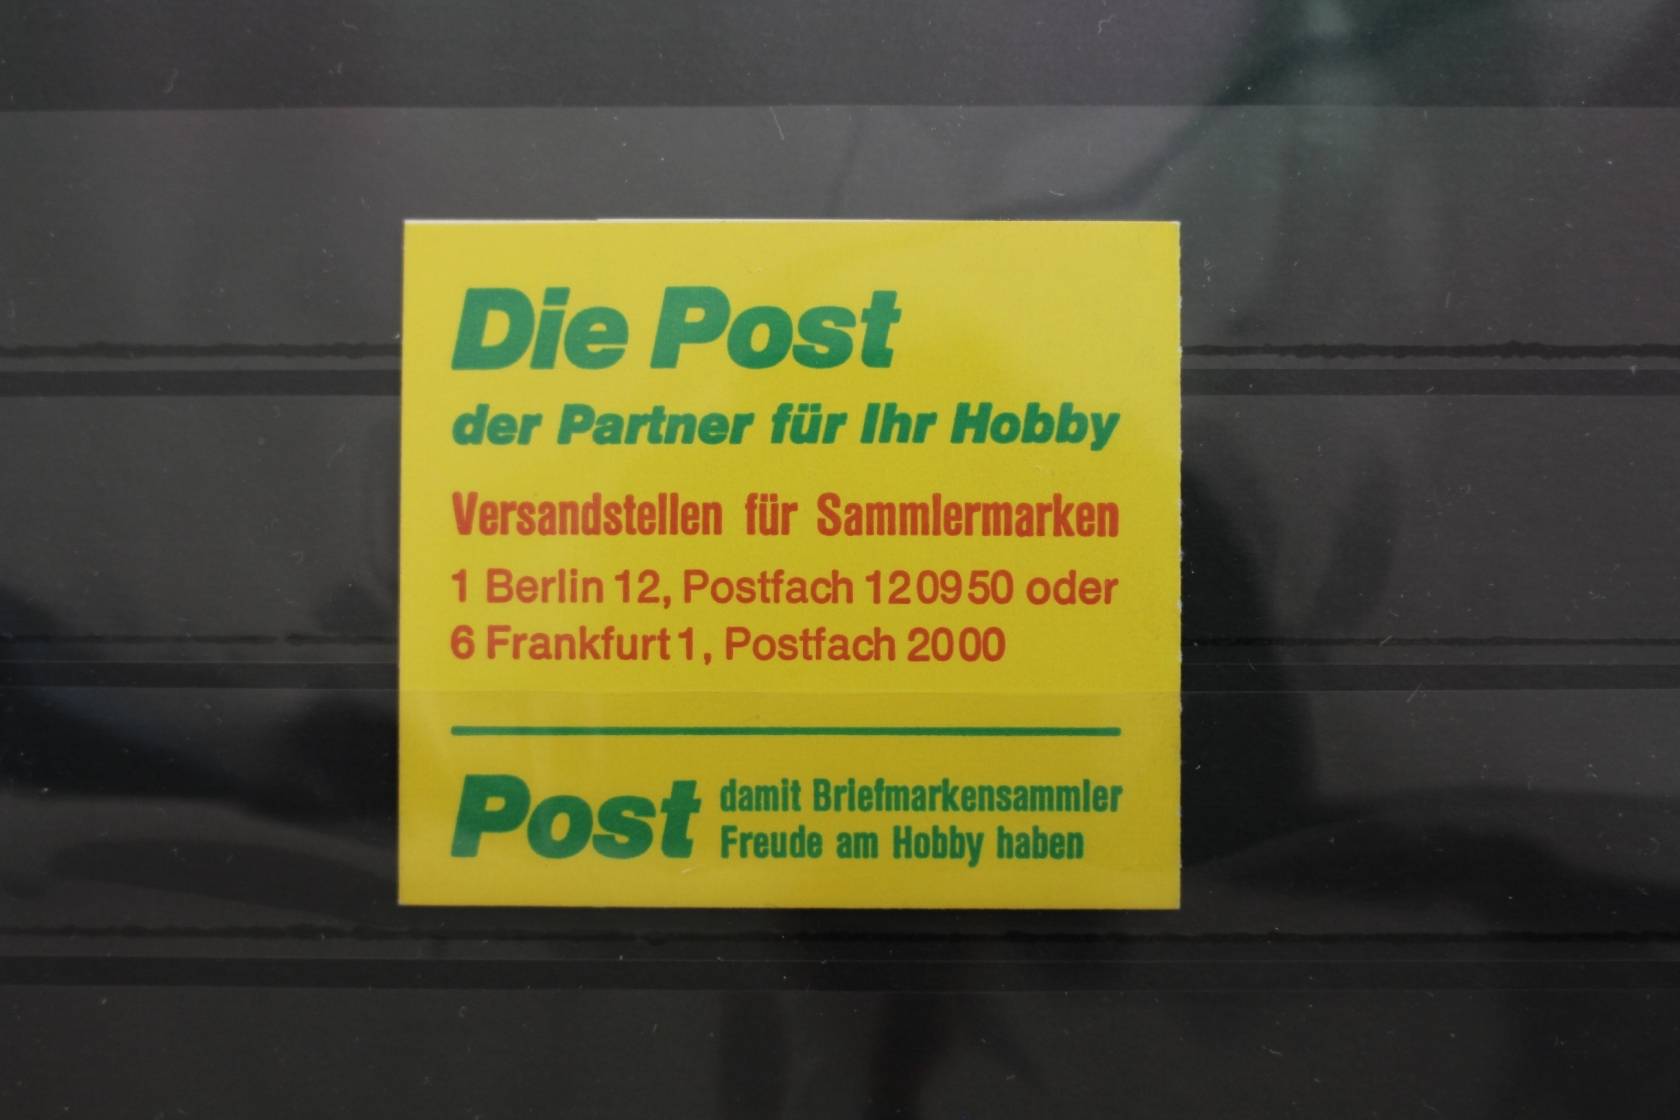 Die Post
der Partner für Ihr Hobby
Versandstellen für Sammlermarken
1 Berlin 12, Postfach 120950 oder
6 Frankfurt 1, Postfach 2000
Post damit Briefmarkensammler
Freude am Hobby haben